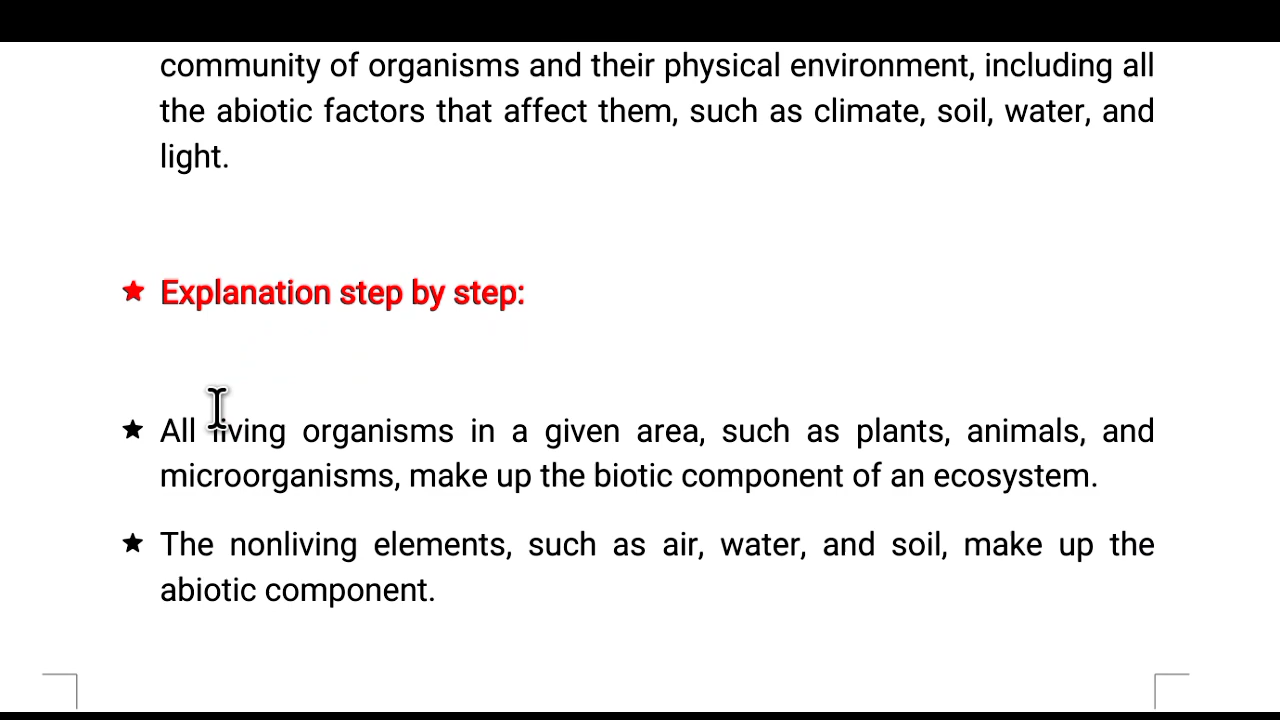 community of organisms and their physical environment, including all
the abiotic factors that affect them, such as climate, soil, water, and
light.
★ Explanation step by step:
★ All living organisms in a given area, such as plants, animals, and
microorganisms, make up the biotic component of an ecosystem.
★ The nonliving elements, such as air, water, and soil, make up the
abiotic component.